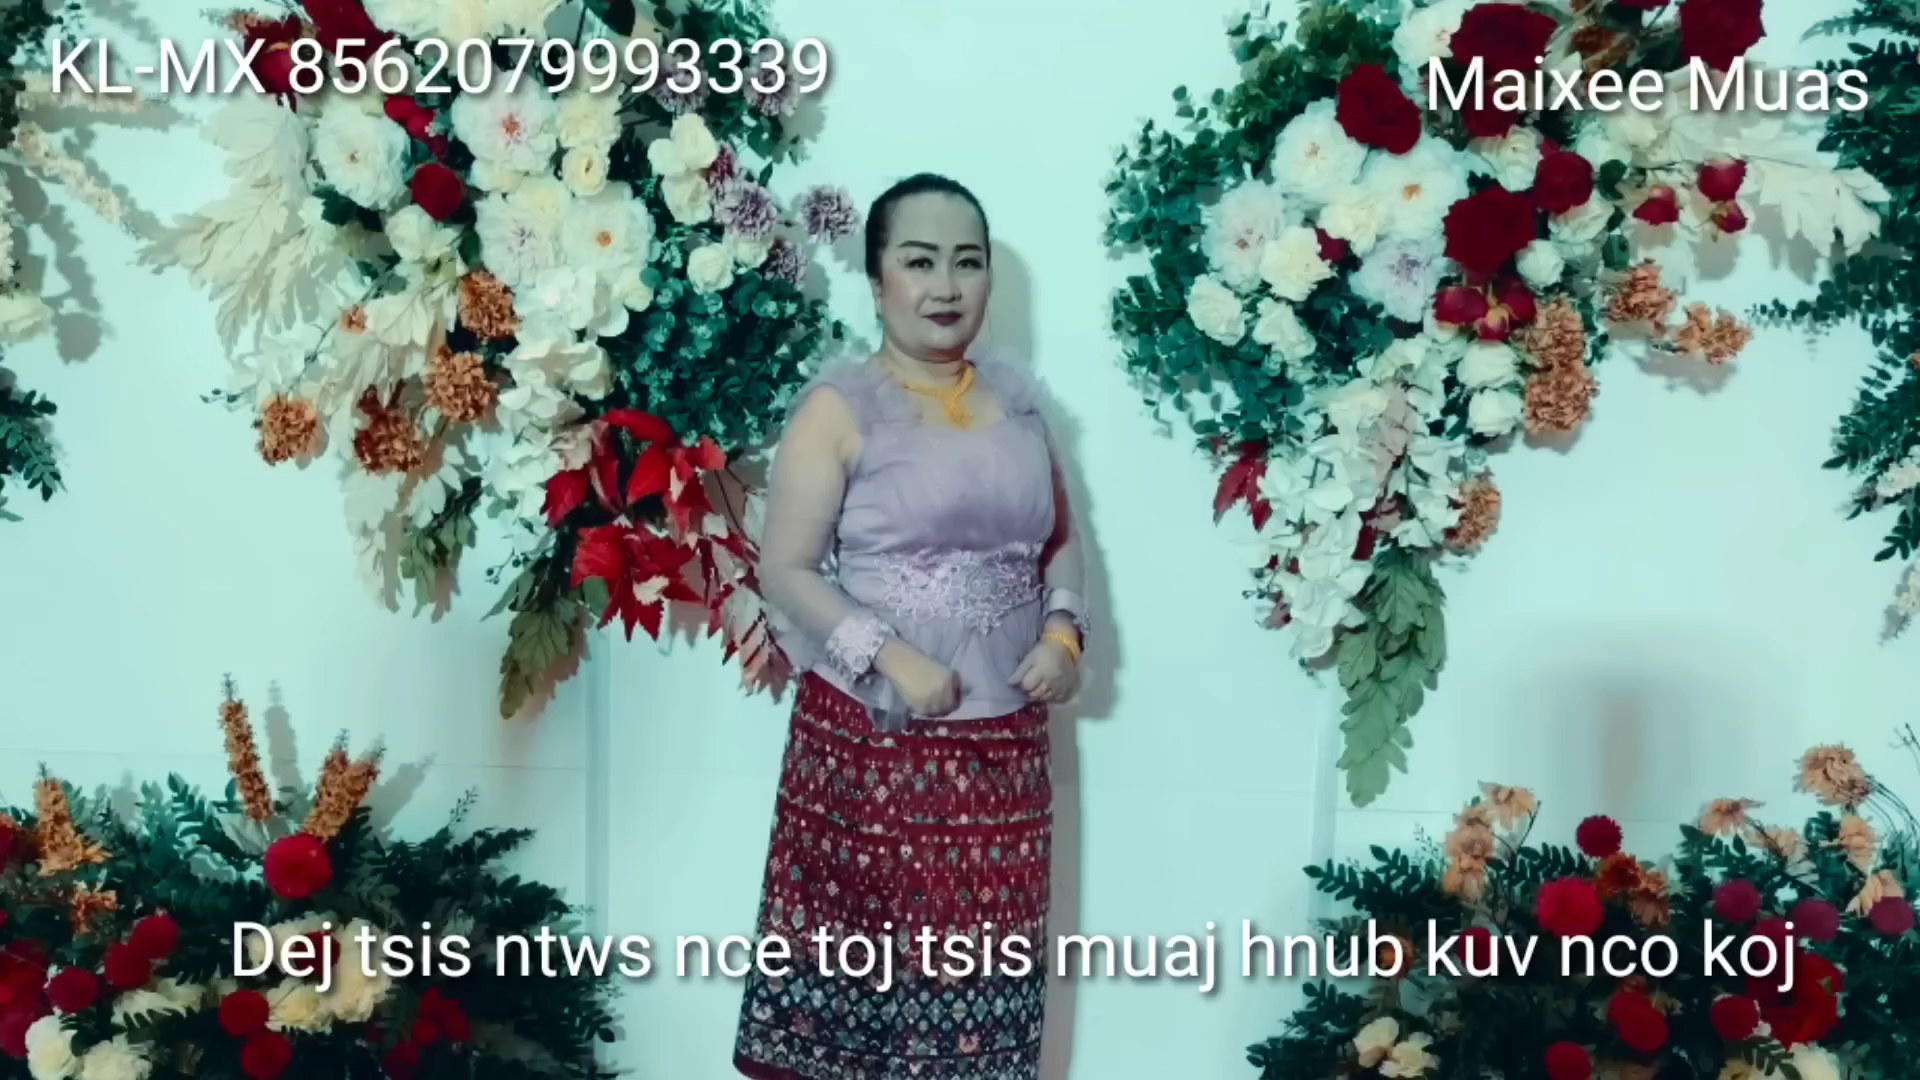 KL-MX 8562079993339
Maixee Muas
Dej tsis ntws nce toj tsis muaj hnub kuv nco koj